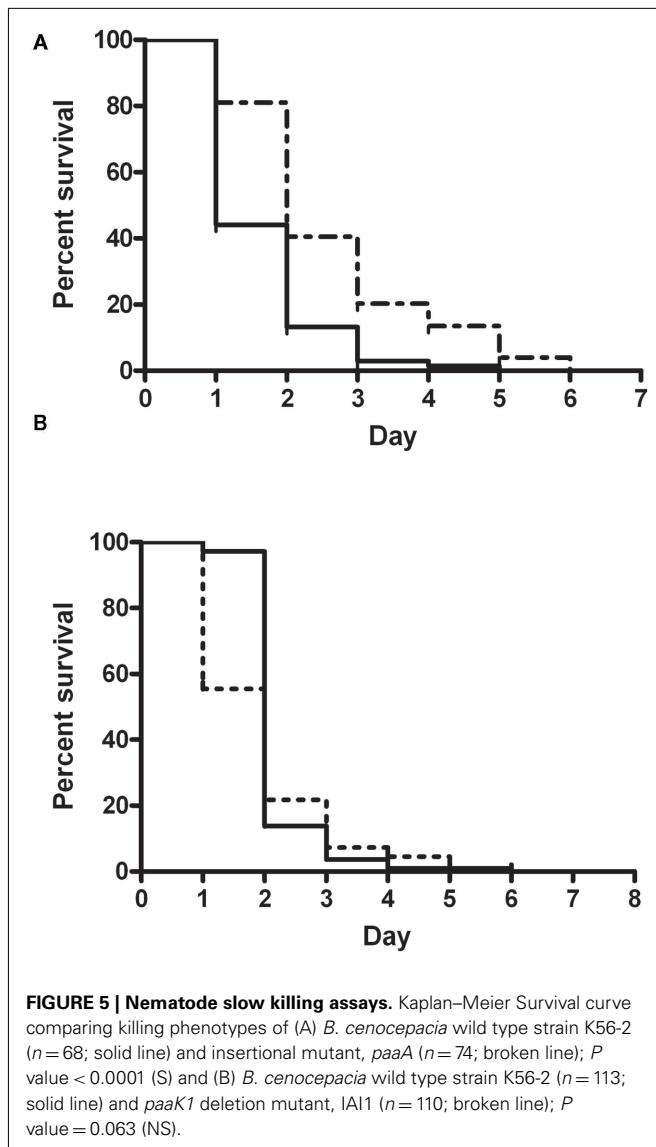 A
100
80
60
40
20
0
Percent survival
0 1 2 3 4 5 6 7
Day
B
100
80
60
40
20
0
Percent survival
0 1 2 3 4 5 6 7 8
Day
FIGURE 5 | Nematode slow killing assays. Kaplan–Meier Survival curve
comparing killing phenotypes of (A) B. cenocepacia wild type strain K56-2
(n = 68; solid line) and insertional mutant, paaA (n = 74; broken line); P
value < 0.0001 (S) and (B) B. cenocepacia wild type strain K56-2 (n = 113;
solid line) and paaK1 deletion mutant, IAI1 (n = 110; broken line); P
value = 0.063 (NS).